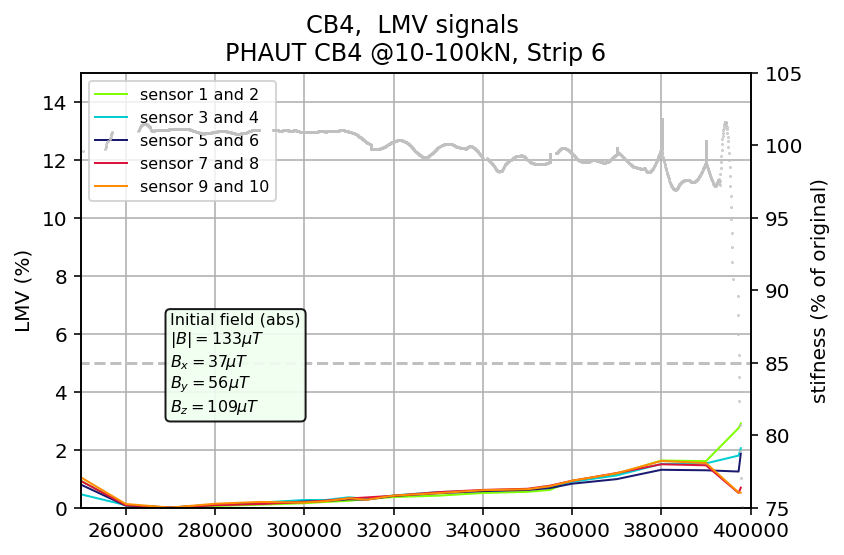 CB4,  LMV signals
PHAUT CB4 @10-100kN, Strip 6
sensor 1 and 2
sensor 3 and 4
sensor 5 and 6
sensor 7 and 8
sensor 9 and 10
Initial field (abs)
|B| = 133μT
Bₓ = 37μT
B_y = 56μT
B_z = 109μT
LMV (%)
14
12
10
8
6
4
2
0
stifness (% of original)
105
100
95
90
85
80
75
260000 280000 300000 320000 340000 360000 380000 400000